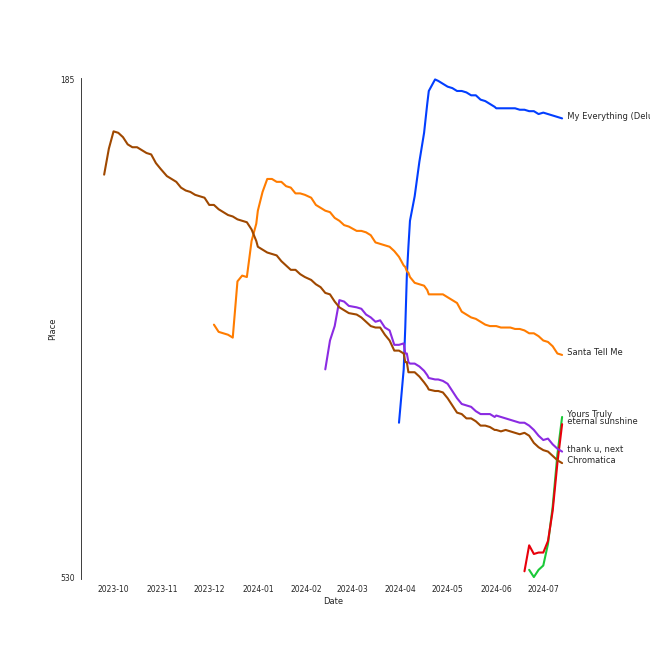 185
My Everything (Delu
Place
Santa Tell Me
Yours Truly
eternal sunshine
thank u, next
Chromatica
530
2023-10 2023-11 2023-12 2024-01 2024-02 2024-03 2024-04 2024-05 2024-06 2024-07
Date